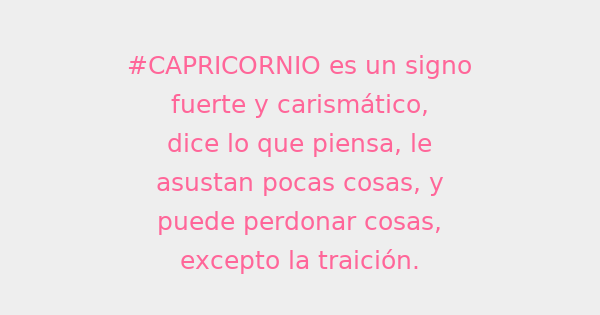 #CAPRICORNIO es un signo
fuerte y carismático,
dice lo que piensa, le
asustan pocas cosas, y
puede perdonar cosas,
excepto la traición.